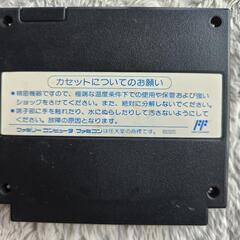 カセットについてのお願い
・精密機器ですので、極端な温度条件下での使用や保管および強い
ショックをさけてください。また、絶対に分解しないでください。
・端子部に手を触れたり、水にぬらしたりして汚さないようにして
ください。故障の原因となります。
ファミリーコンピュータ ファミコンは任天堂の商標です。
FF